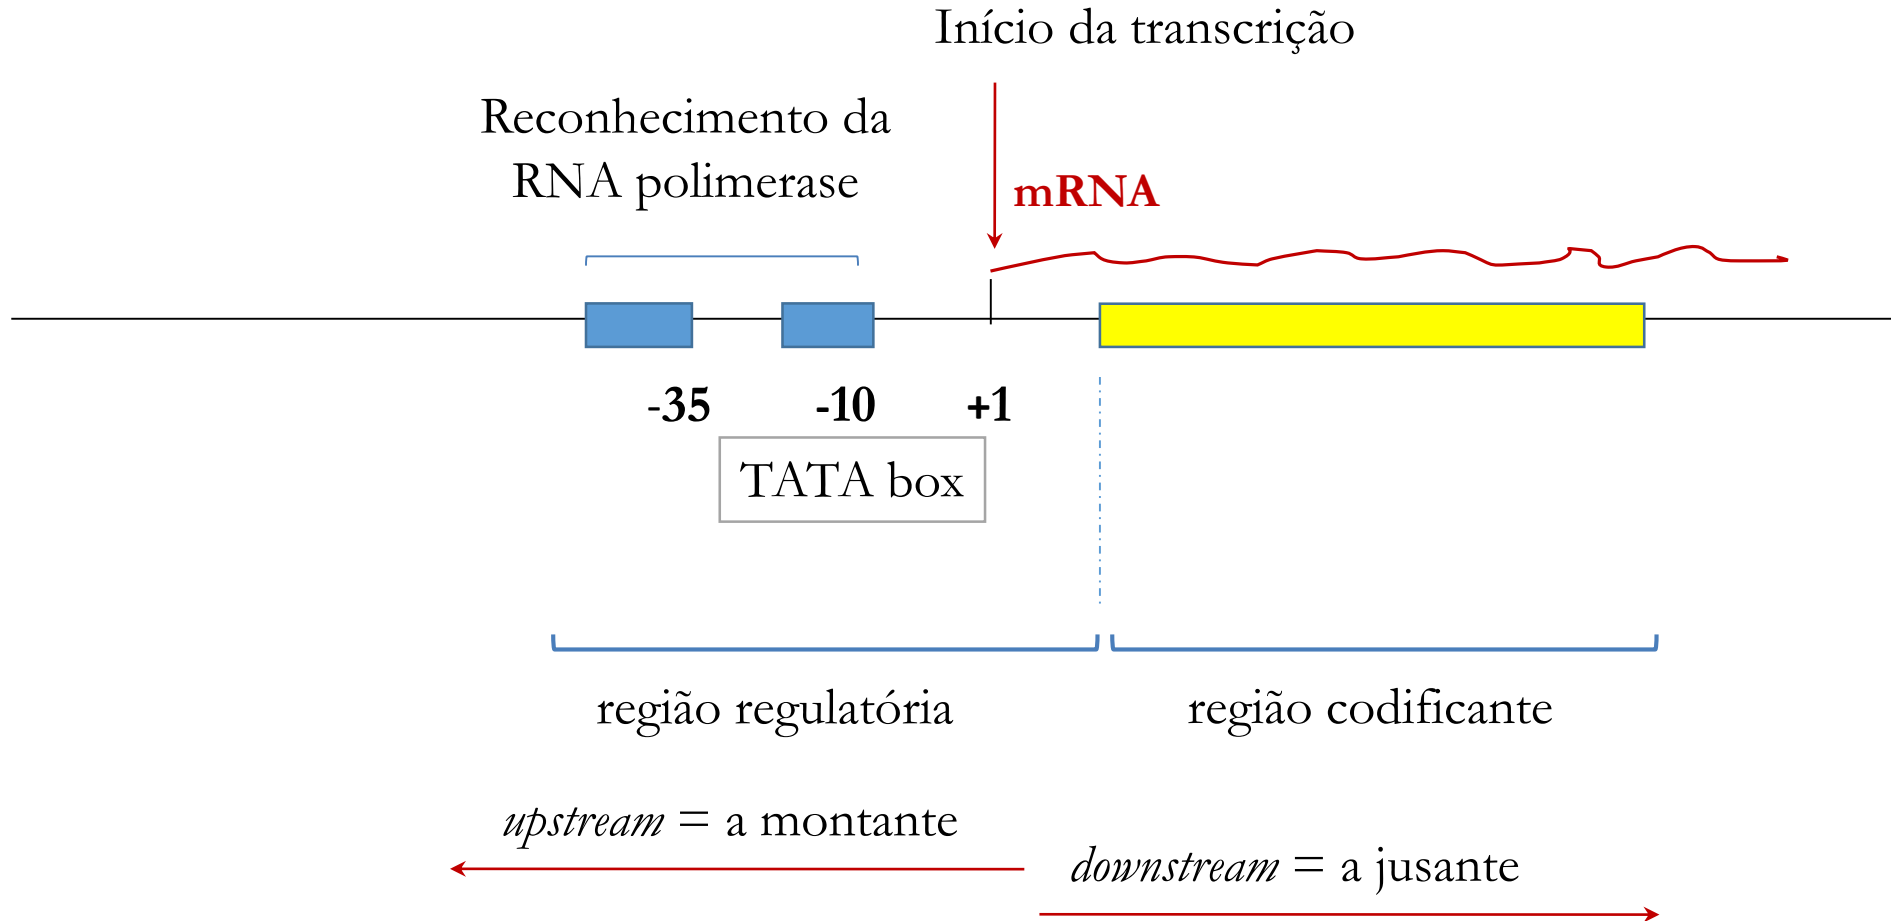 Início da transcrição
Reconhecimento da
RNA polimerase
mRNA
-35
-10
+1
TATA box
região regulatória
região codificante
upstream = a montante
downstream = a jusante